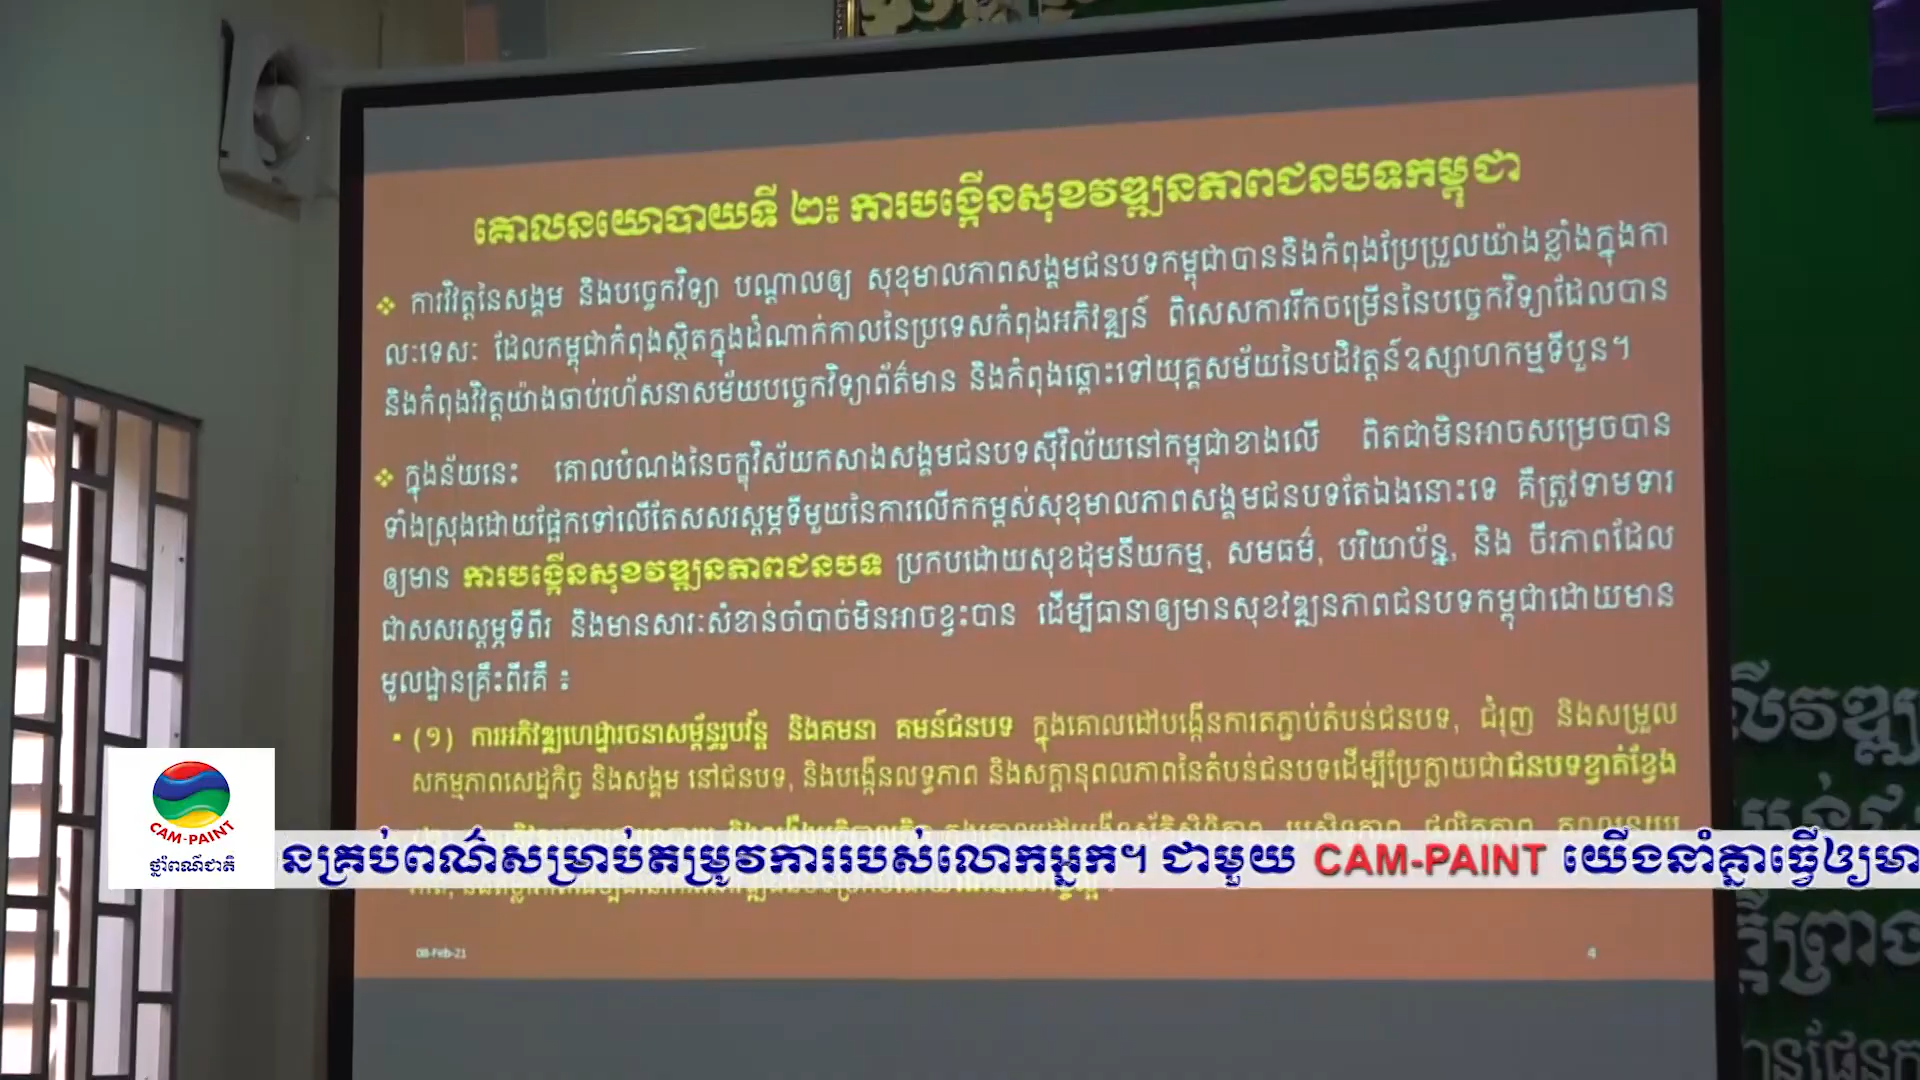 គោលនយោបាយទី ២៖ ការបង្កើនសុខវឌ្ឍនភាពជនបទកម្ពុជា
❖ ការវិវត្តនៃសង្គម និងបច្ចេកវិទ្យា បណ្តាលឲ្យ សុខុមាលភាពសង្គមជនបទកម្ពុជាបាននិងកំពុងប្រែប្រួលយ៉ាងខ្លាំងក្នុងកា
លៈទេសៈ ដែលកម្ពុជាកំពុងស្ថិតក្នុងដំណាក់កាលនៃប្រទេសកំពុងអភិវឌ្ឍន៍ ពិសេសការរីកចម្រើននៃបច្ចេកវិទ្យាដែលបាន
និងកំពុងវិវត្តយ៉ាងឆាប់រហ័សនាសម័យបច្ចេកវិទ្យាព័ត៌មាន និងកំពុងឆ្ពោះទៅយុគ្គសម័យនៃបដិវត្តន៍ឧស្សាហកម្មទីបួន។
❖ ក្នុងន័យនេះ គោលបំណងនៃចក្ខុវិស័យកសាងសង្គមជនបទស៊ីវិល័យនៅកម្ពុជាខាងលើ ពិតជាមិនអាចសម្រេចបាន
ទាំងស្រុងដោយផ្អែកទៅលើតែសសរស្តម្ភទីមួយនៃការលើកកម្ពស់សុខុមាលភាពសង្គមជនបទតែឯងនោះទេ គឺត្រូវទាមទារ
ឲ្យមាន ការបង្កើនសុខវឌ្ឍនភាពជនបទ ប្រកបដោយសុខដុមនីយកម្ម, សមធម៌, បរិយាប័ន្ន, និង ចីរភាពដែល
ជាសសរស្តម្ភទីពីរ និងមានសារៈសំខាន់ចាំបាច់មិនអាចខ្វះបាន ដើម្បីធានាឲ្យមានសុខវឌ្ឍនភាពជនបទកម្ពុជាដោយមាន
មូលដ្ឋានគ្រឹះពីរគឺ ៖
• (១) ការអភិវឌ្ឍហេដ្ឋារចនាសម្ព័ន្ធរូបវ័ន្ត និងគមនា គមន៍ជនបទ ក្នុងគោលដៅបង្កើនការតភ្ជាប់តំបន់ជនបទ, ជំរុញ និងសម្រួល
សកម្មភាពសេដ្ឋកិច្ច និងសង្គម នៅជនបទ, និងបង្កើនលទ្ធភាព និងសក្តានុពលភាពនៃតំបន់ជនបទដើម្បីប្រែក្លាយជាជនបទខ្វាត់ខ្វែង
08-Feb-21
4
CAM-PAINT
ថ្នាំពណ៌ជាតិ
នគ្រប់ពណ៌សម្រាប់តម្រូវការរបស់លោកអ្នក។ ជាមួយ CAM-PAINT យើងនាំគ្នាធ្វើឲ្យមា